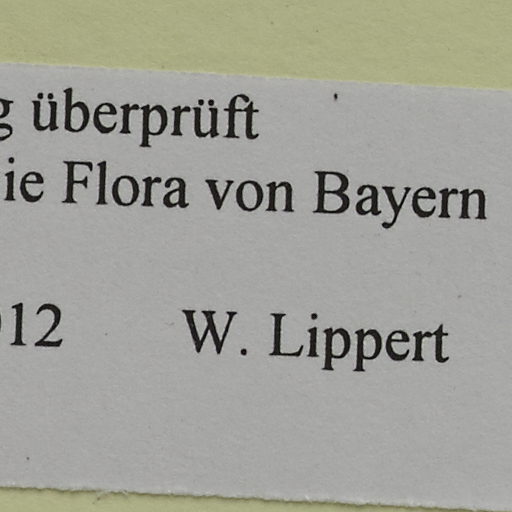 g überprüft
ie Flora von Bayern
012 W. Lippert